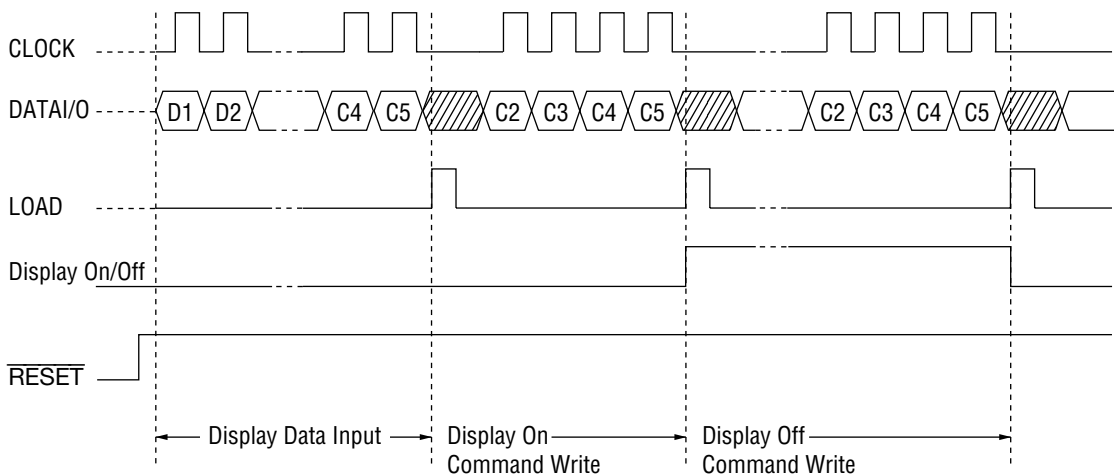 CLOCK
DATAI/O D1 D2 C4 C5 C2 C3 C4 C5 C2 C3 C4 C5
LOAD
Display On/Off
RESET
Display Data Input
Display On
Command Write
Display Off
Command Write